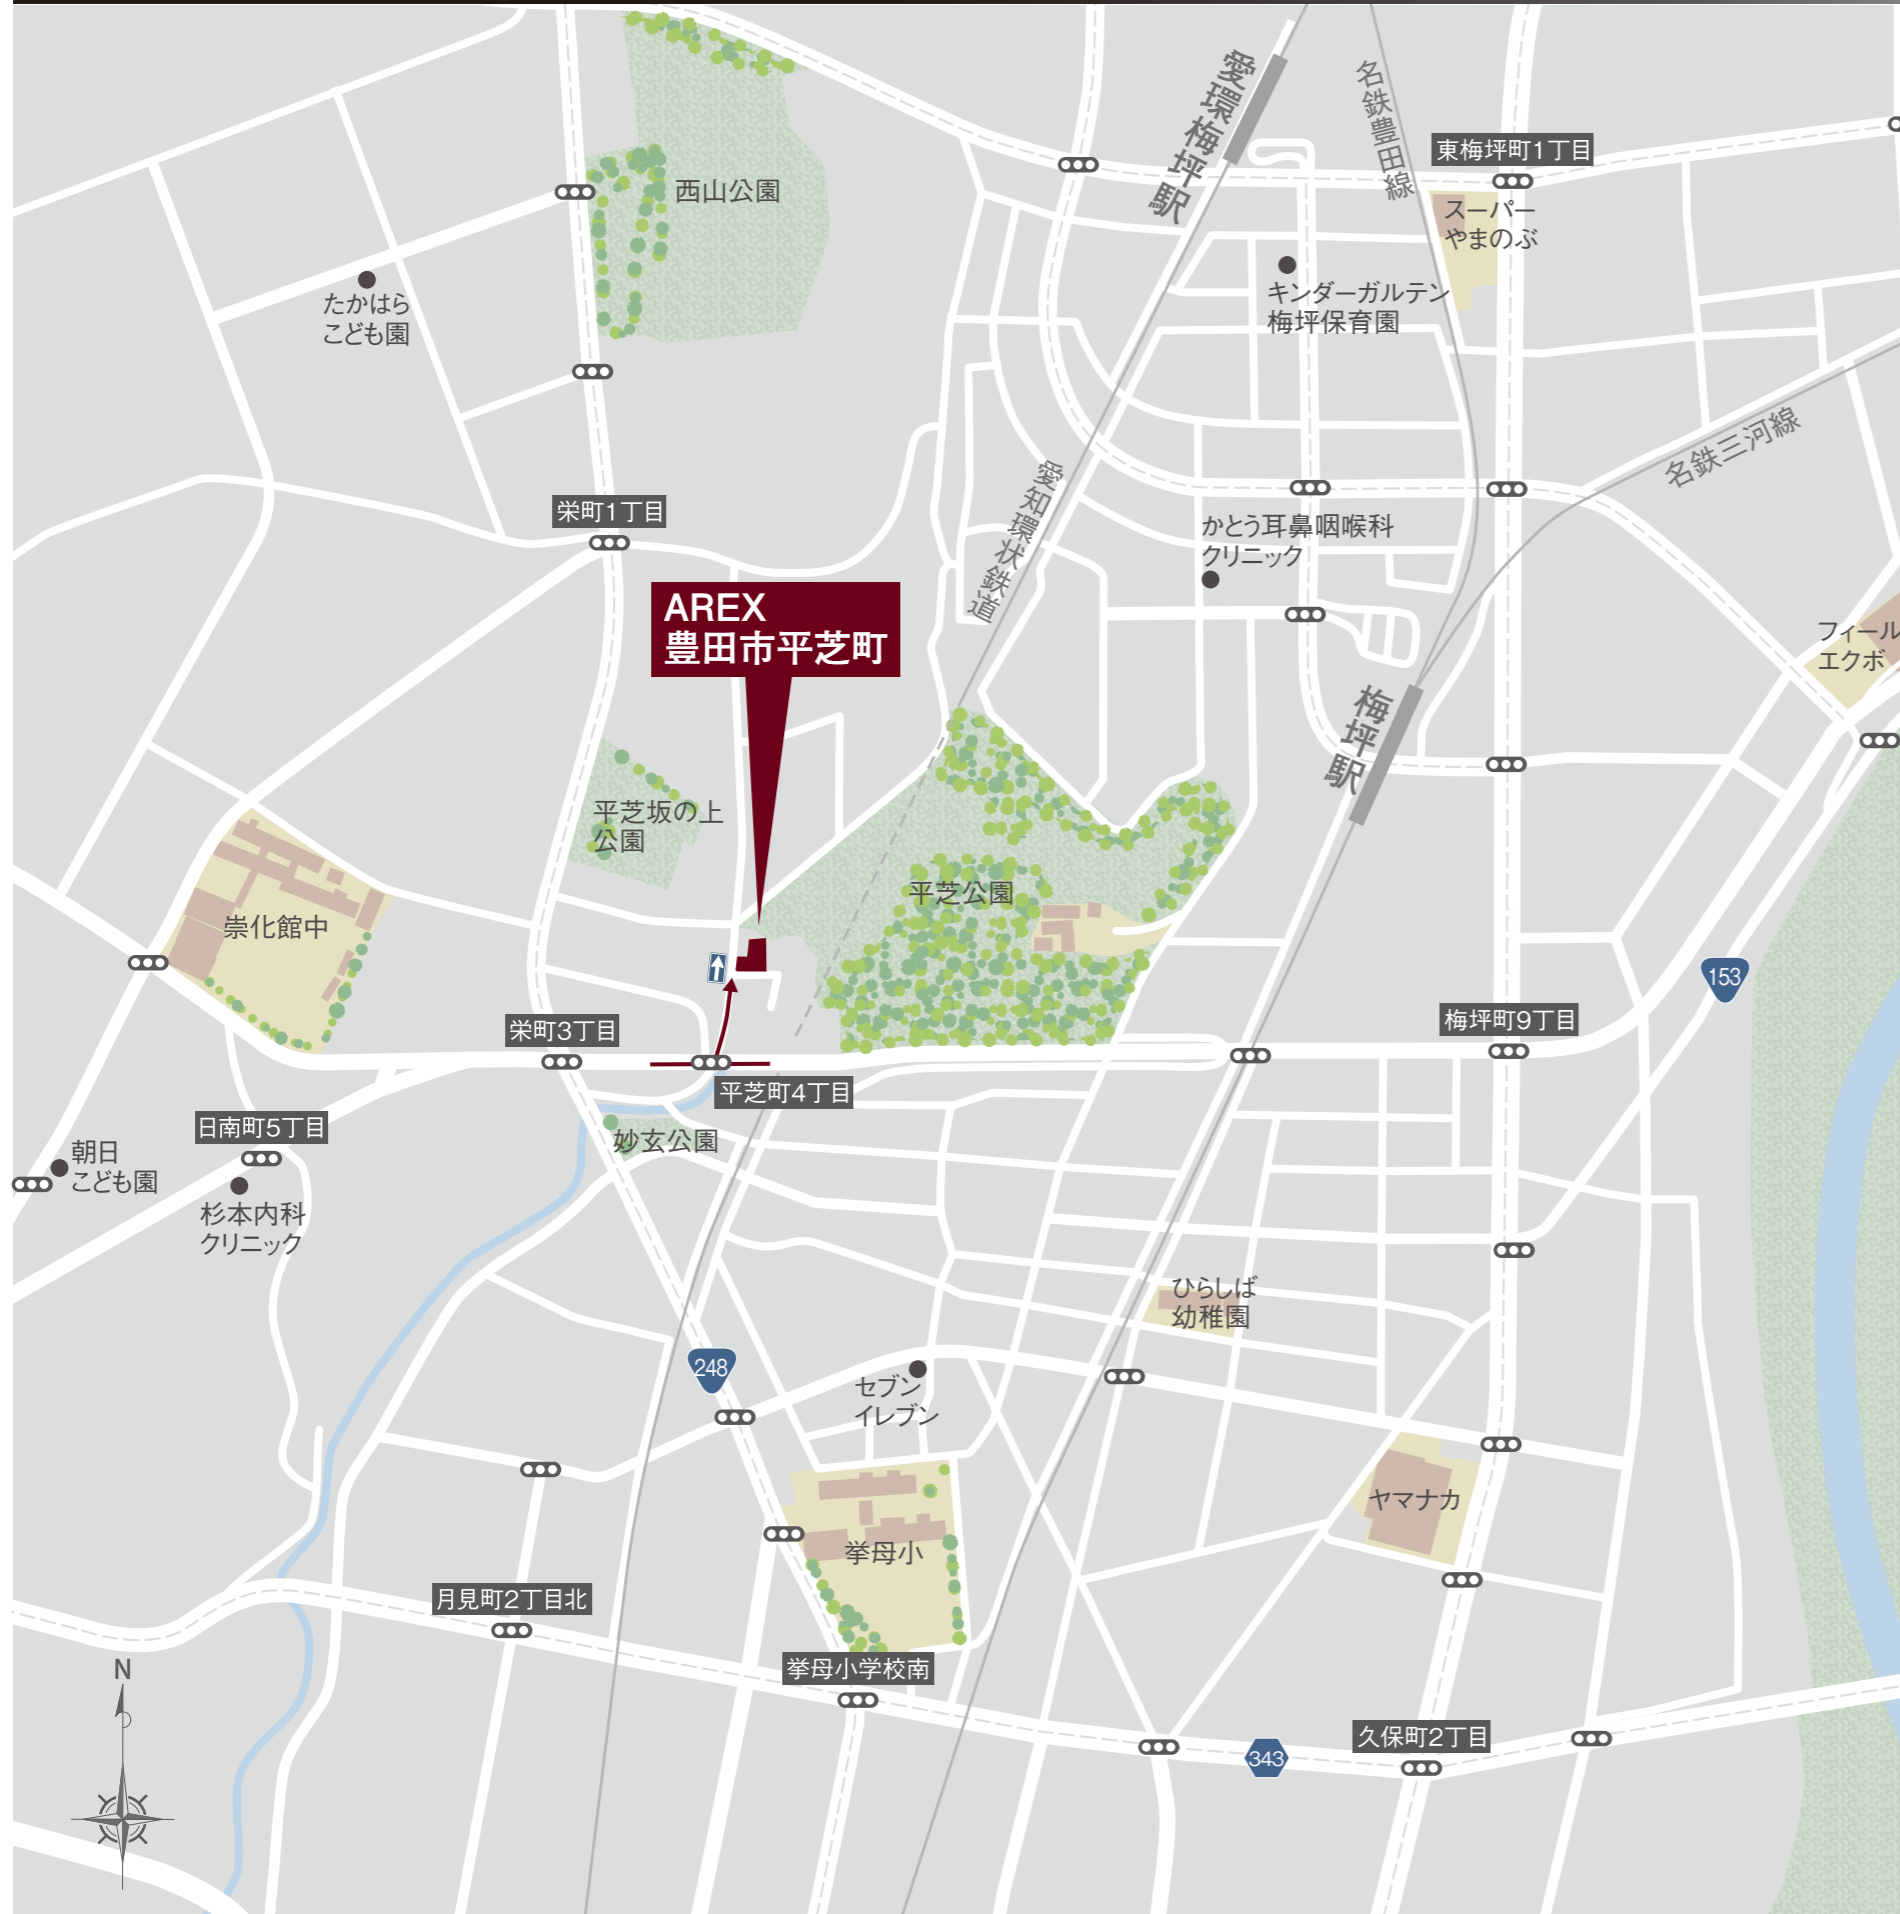 愛環梅坪駅
名鉄豊田線
東梅坪町1丁目
スーパー
やまのぶ
西山公園
キンダーガルテン
梅坪保育園
たかはら
こども園
名鉄三河線
愛知環状鉄道
栄町1丁目
かとう耳鼻咽喉科
クリニック
AREX
豊田市平芝町
フィール
エクボ
梅坪駅
平芝坂の上
公園
平芝公園
崇化館中
153
栄町3丁目
梅坪町9丁目
平芝町4丁目
日南町5丁目
妙玄公園
朝日
こども園
杉本内科
クリニック
ひらしば
幼稚園
248
セブン
イレブン
ヤマナカ
挙母小
月見町2丁目北
挙母小学校南
N
久保町2丁目
343